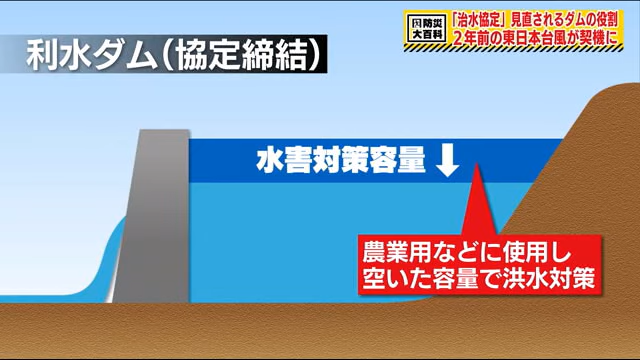 利水ダム(協定締結)
防災
大百科
「治水協定」見直されるダムの役割
2年前の東日本台風が契機に
水害対策容量↓
農業用などに使用し
空いた容量で洪水対策